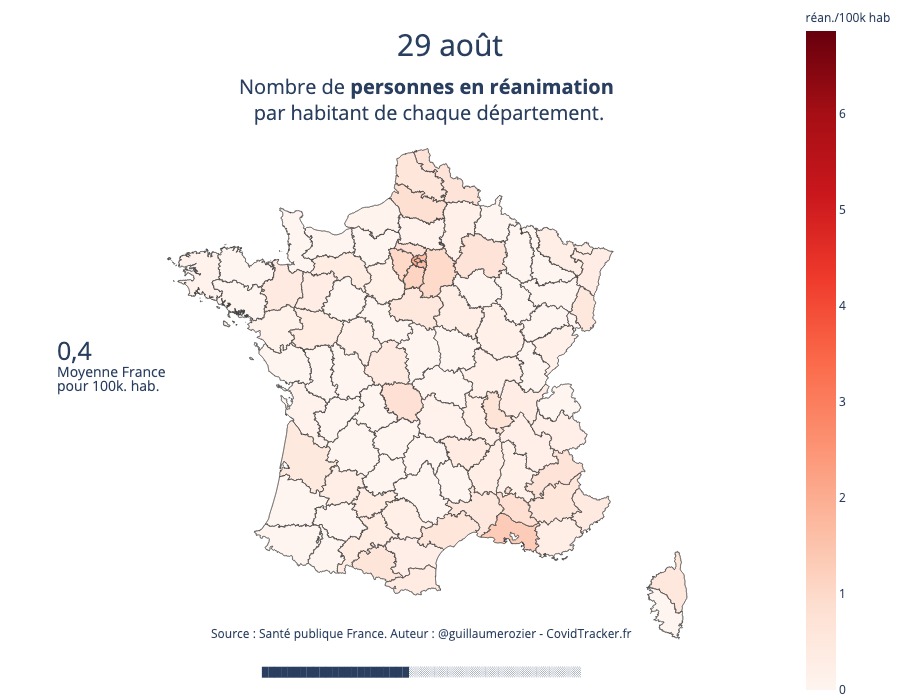 réan./100k hab
29 août
Nombre de personnes en réanimation
par habitant de chaque département.
6
5
4
3
2
1
0
0,4
Moyenne France
pour 100k. hab.
Source : Santé publique France. Auteur : @guillaumerozier - CovidTracker.fr